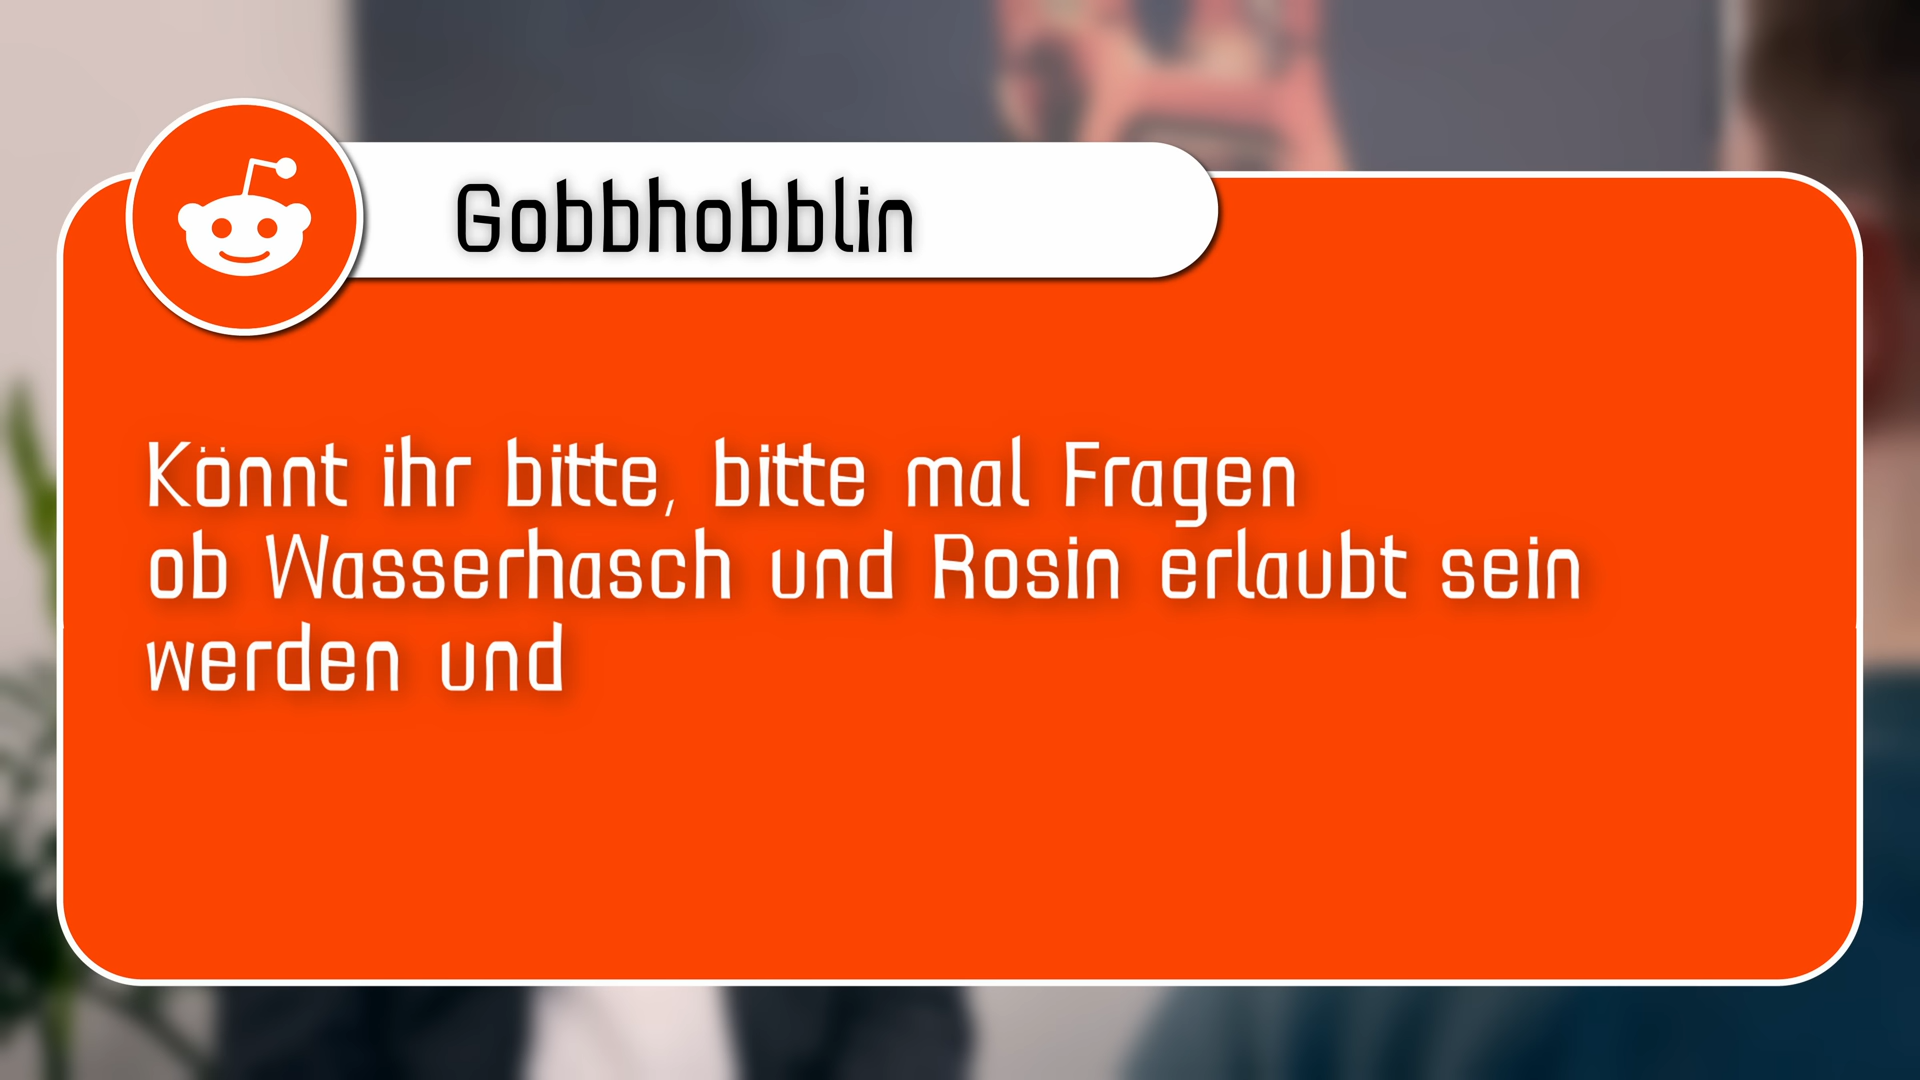 Gobbhobblin
Könnt ihr bitte, bitte mal Fragen
ob Wasserhasch und Rosin erlaubt sein
werden und